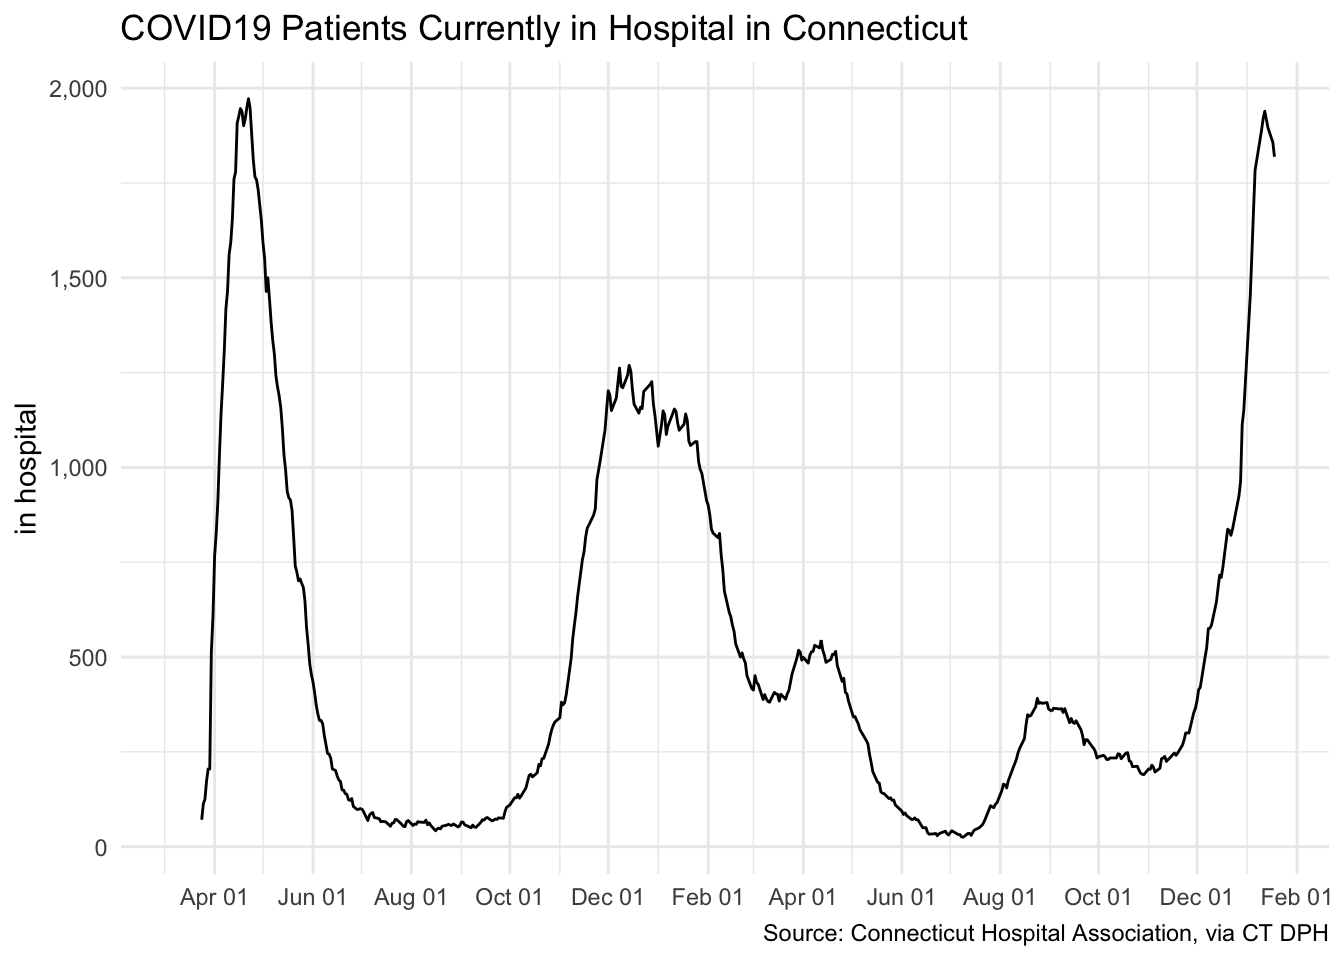 COVID19 Patients Currently in Hospital in Connecticut
2,000
1,500
1,000
500
0
in hospital
Apr 01 Jun 01 Aug 01 Oct 01 Dec 01 Feb 01 Apr 01 Jun 01 Aug 01 Oct 01 Dec 01 Feb 01
Source: Connecticut Hospital Association, via CT DPH